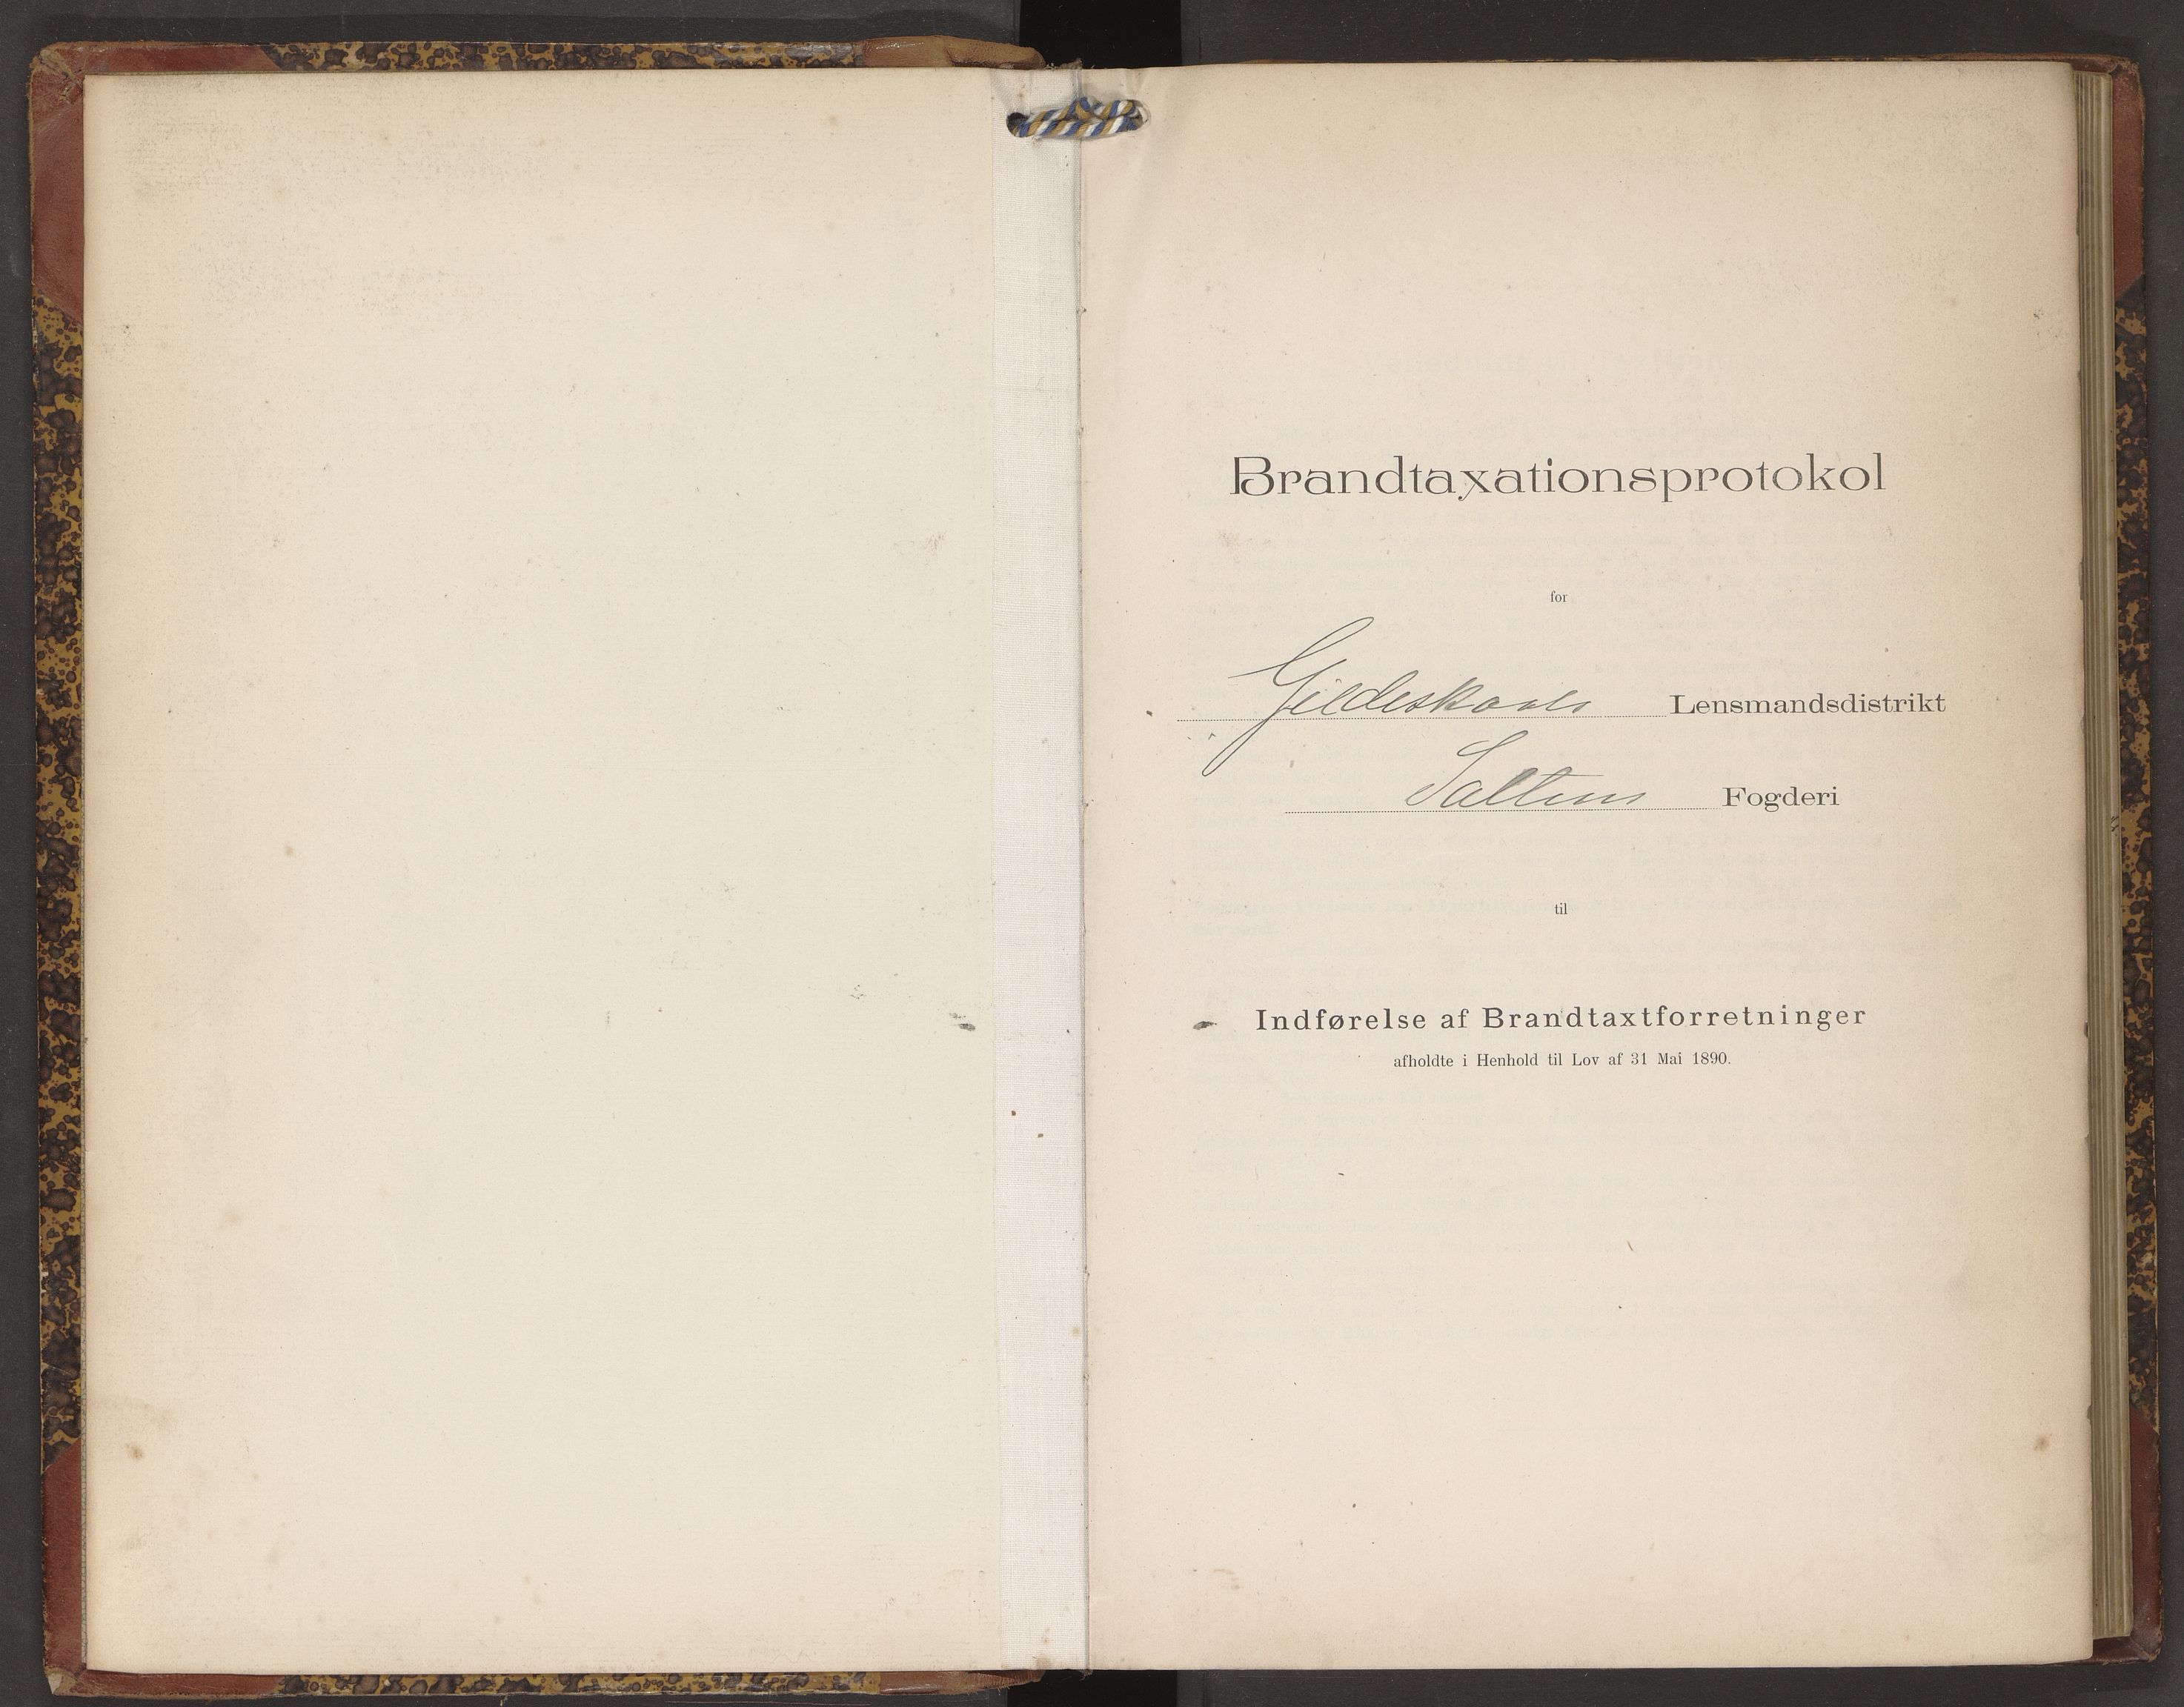 Brandtaxationsprotokol
for
Gildeskaals Lensmandsdistrikt
Saltens Fogderi
til
Indførelse af Brandtaxtforretninger
afholdte i Henhold til Lov af 31 Mai 1890.